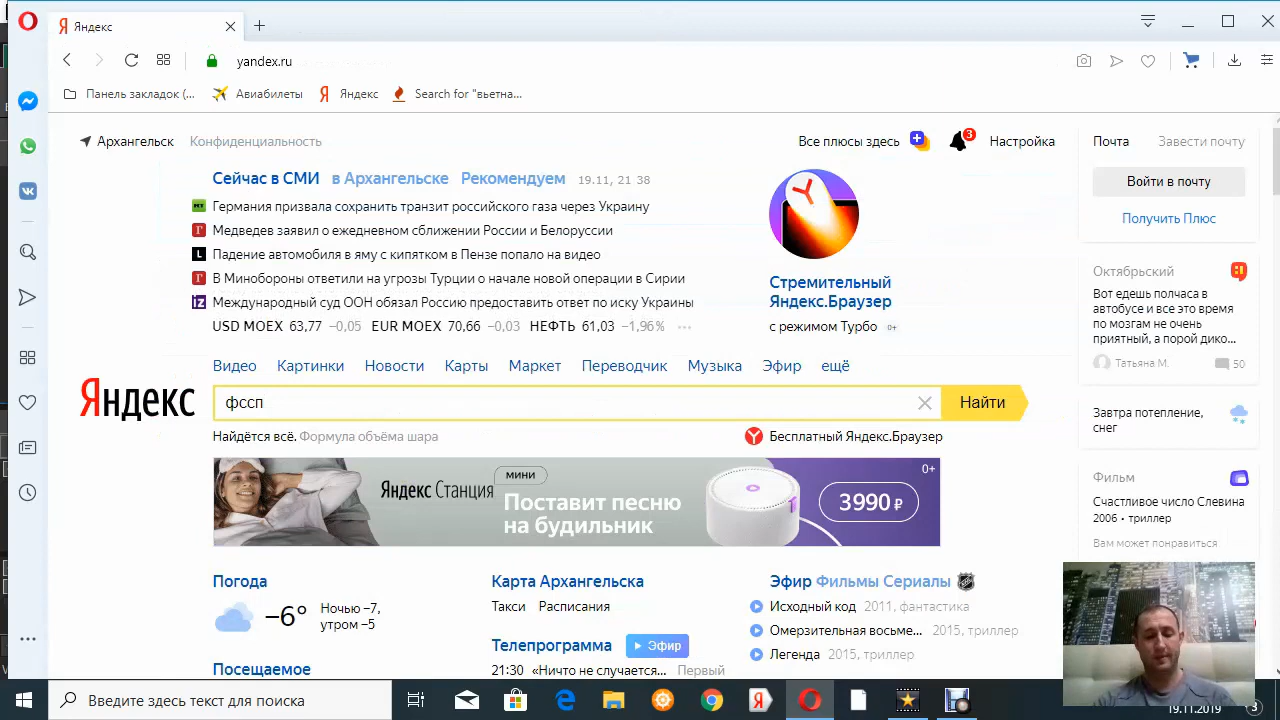 Яндекс
yandex.ru
Панель закладок (...
Авиабилеты
Яндекс
Search for "вьетна...
Архангельск
Конфиденциальность
Все плюсы здесь
3
Настройка
Почта
Завести почту
Сейчас в СМИ
в Архангельске
Рекомендуем
19.11, 21 38
Войти в почту
Получить Плюс
Германия призвала сохранить транзит российского газа через Украину
Медведев заявил о ежедневном сближении России и Белоруссии
Падение автомобиля в яму с кипятком в Пензе попало на видео
В Минобороны ответили на угрозы Турции о начале новой операции в Сирии
Международный суд ООН обязал Россию предоставить ответ по иску Украины
USD MOEX 63,77 −0,05 EUR MOEX 70,66 −0,03 НЕФТЬ 61,03 −1,96%
Стремительный
Яндекс.Браузер
с режимом Турбо 0+
Октябрьский
Вот едешь полчаса в
автобусе и все это время
по мозгам не очень
приятный, а порой дико...
Татьяна М.
50
Видео
Картинки
Новости
Карты
Маркет
Переводчик
Музыка
Эфир
ещё
Яндекс
фссп
Найти
Завтра потепление,
снег
Найдётся всё. Формула объёма шара
Бесплатный Яндекс.Браузер
Яндекс Станция
мини
Поставит песню
на будильник
3990 ₽
0+
Фильм
Счастливое число Слевина
2006 • триллер
Вам может понравиться
Погода
−6°
Ночью −7,
утром −5
Посещаемое
Карта Архангельска
Такси
Расписания
Телепрограмма
Эфир
21:30 «Ничто не случается...
Первый
Эфир Фильмы Сериалы
Исходный код 2011, фантастика
Омерзительная восьме... 2015, триллер
Легенда 2015, триллер
Введите здесь текст для поиска
19.11.2019
3